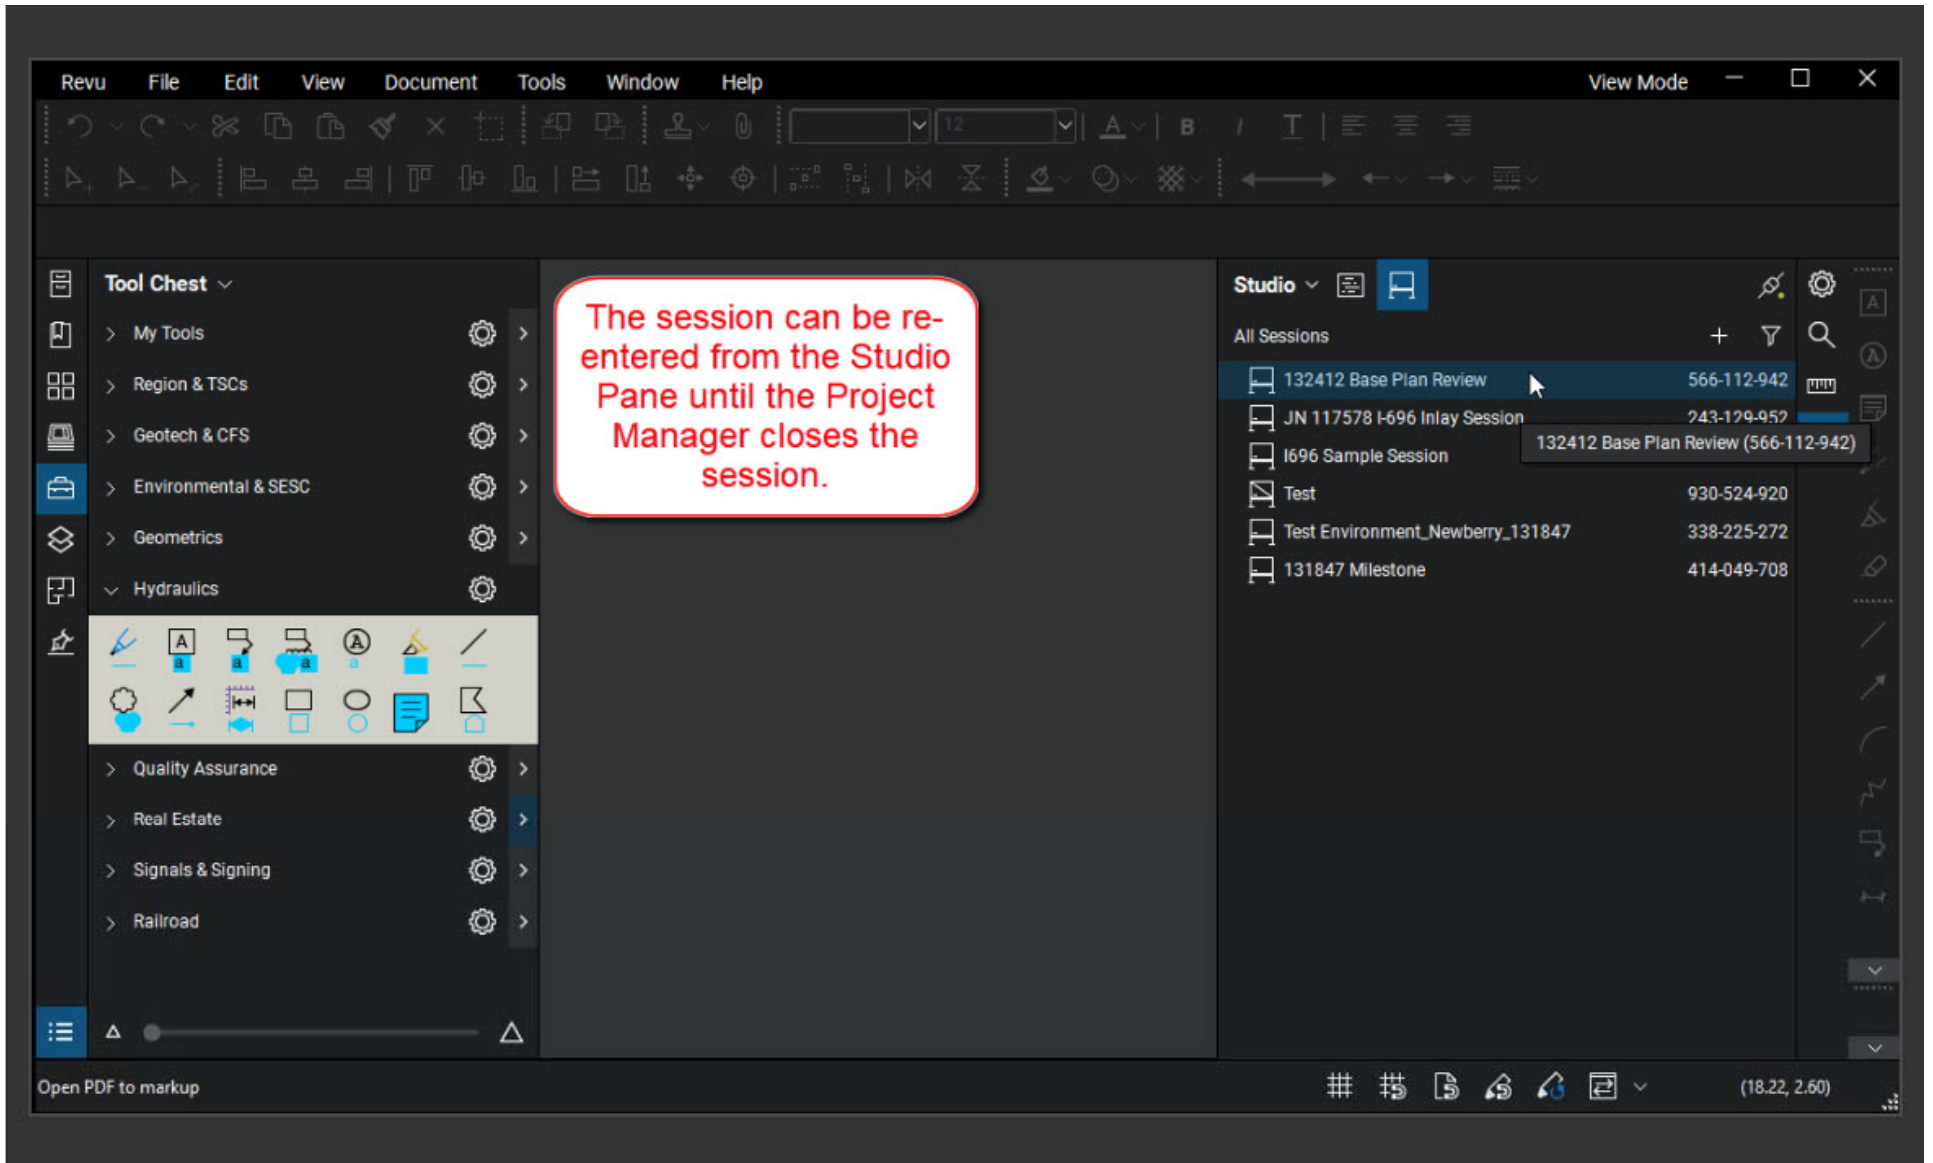 Revu File Edit View Document Tools Window Help View Mode
12 A B I T
Tool Chest
My Tools
Region & TSCs
Geotech & CFS
Environmental & SESC
Geometrics
Hydraulics
A a a a A a
Quality Assurance
Real Estate
Signals & Signing
Railroad
The session can be re-
entered from the Studio
Pane until the Project
Manager closes the
session.
Studio
All Sessions
132412 Base Plan Review 566-112-942
JN 117578 I-696 Inlay Session 243-129-952
132412 Base Plan Review (566-112-942)
I696 Sample Session
Test 930-524-920
Test Environment_Newberry_131847 338-225-272
131847 Milestone 414-049-708
A
A
Open PDF to markup (18.22, 2.60)